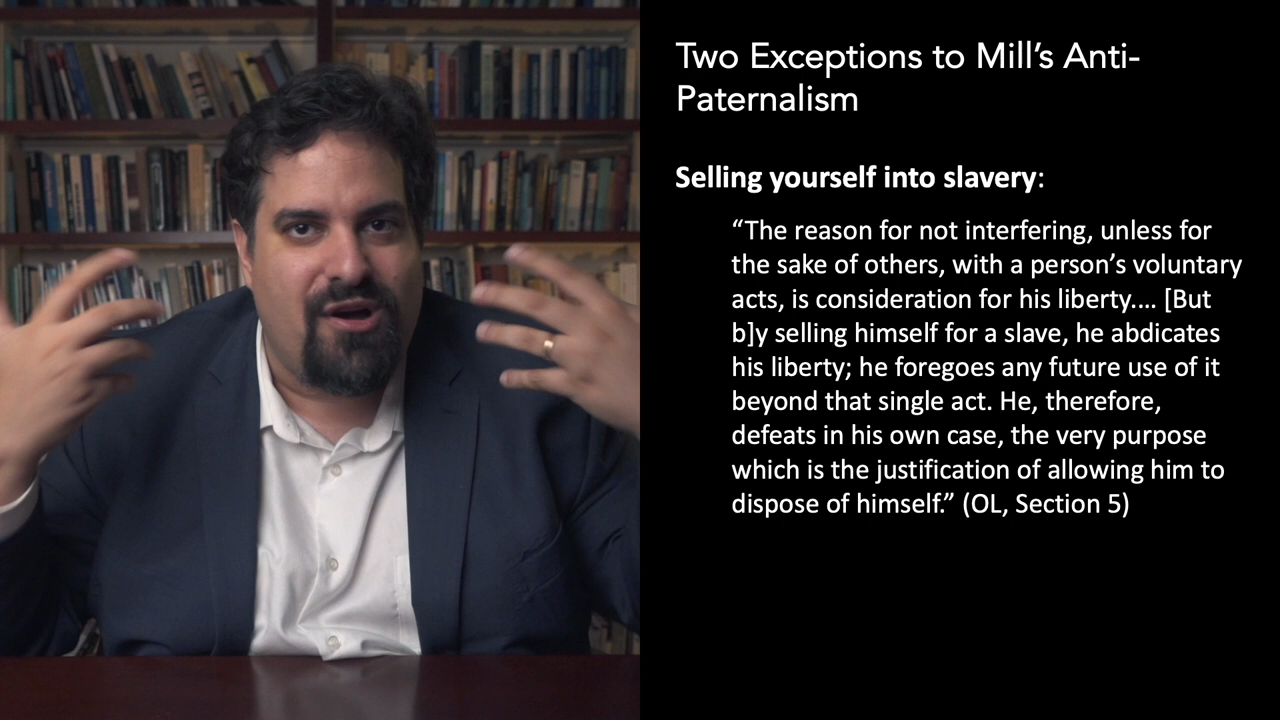 Two Exceptions to Mill’s Anti-
Paternalism
Selling yourself into slavery:
“The reason for not interfering, unless for
the sake of others, with a person’s voluntary
acts, is consideration for his liberty.... [But
b]y selling himself for a slave, he abdicates
his liberty; he foregoes any future use of it
beyond that single act. He, therefore,
defeats in his own case, the very purpose
which is the justification of allowing him to
dispose of himself.” (OL, Section 5)